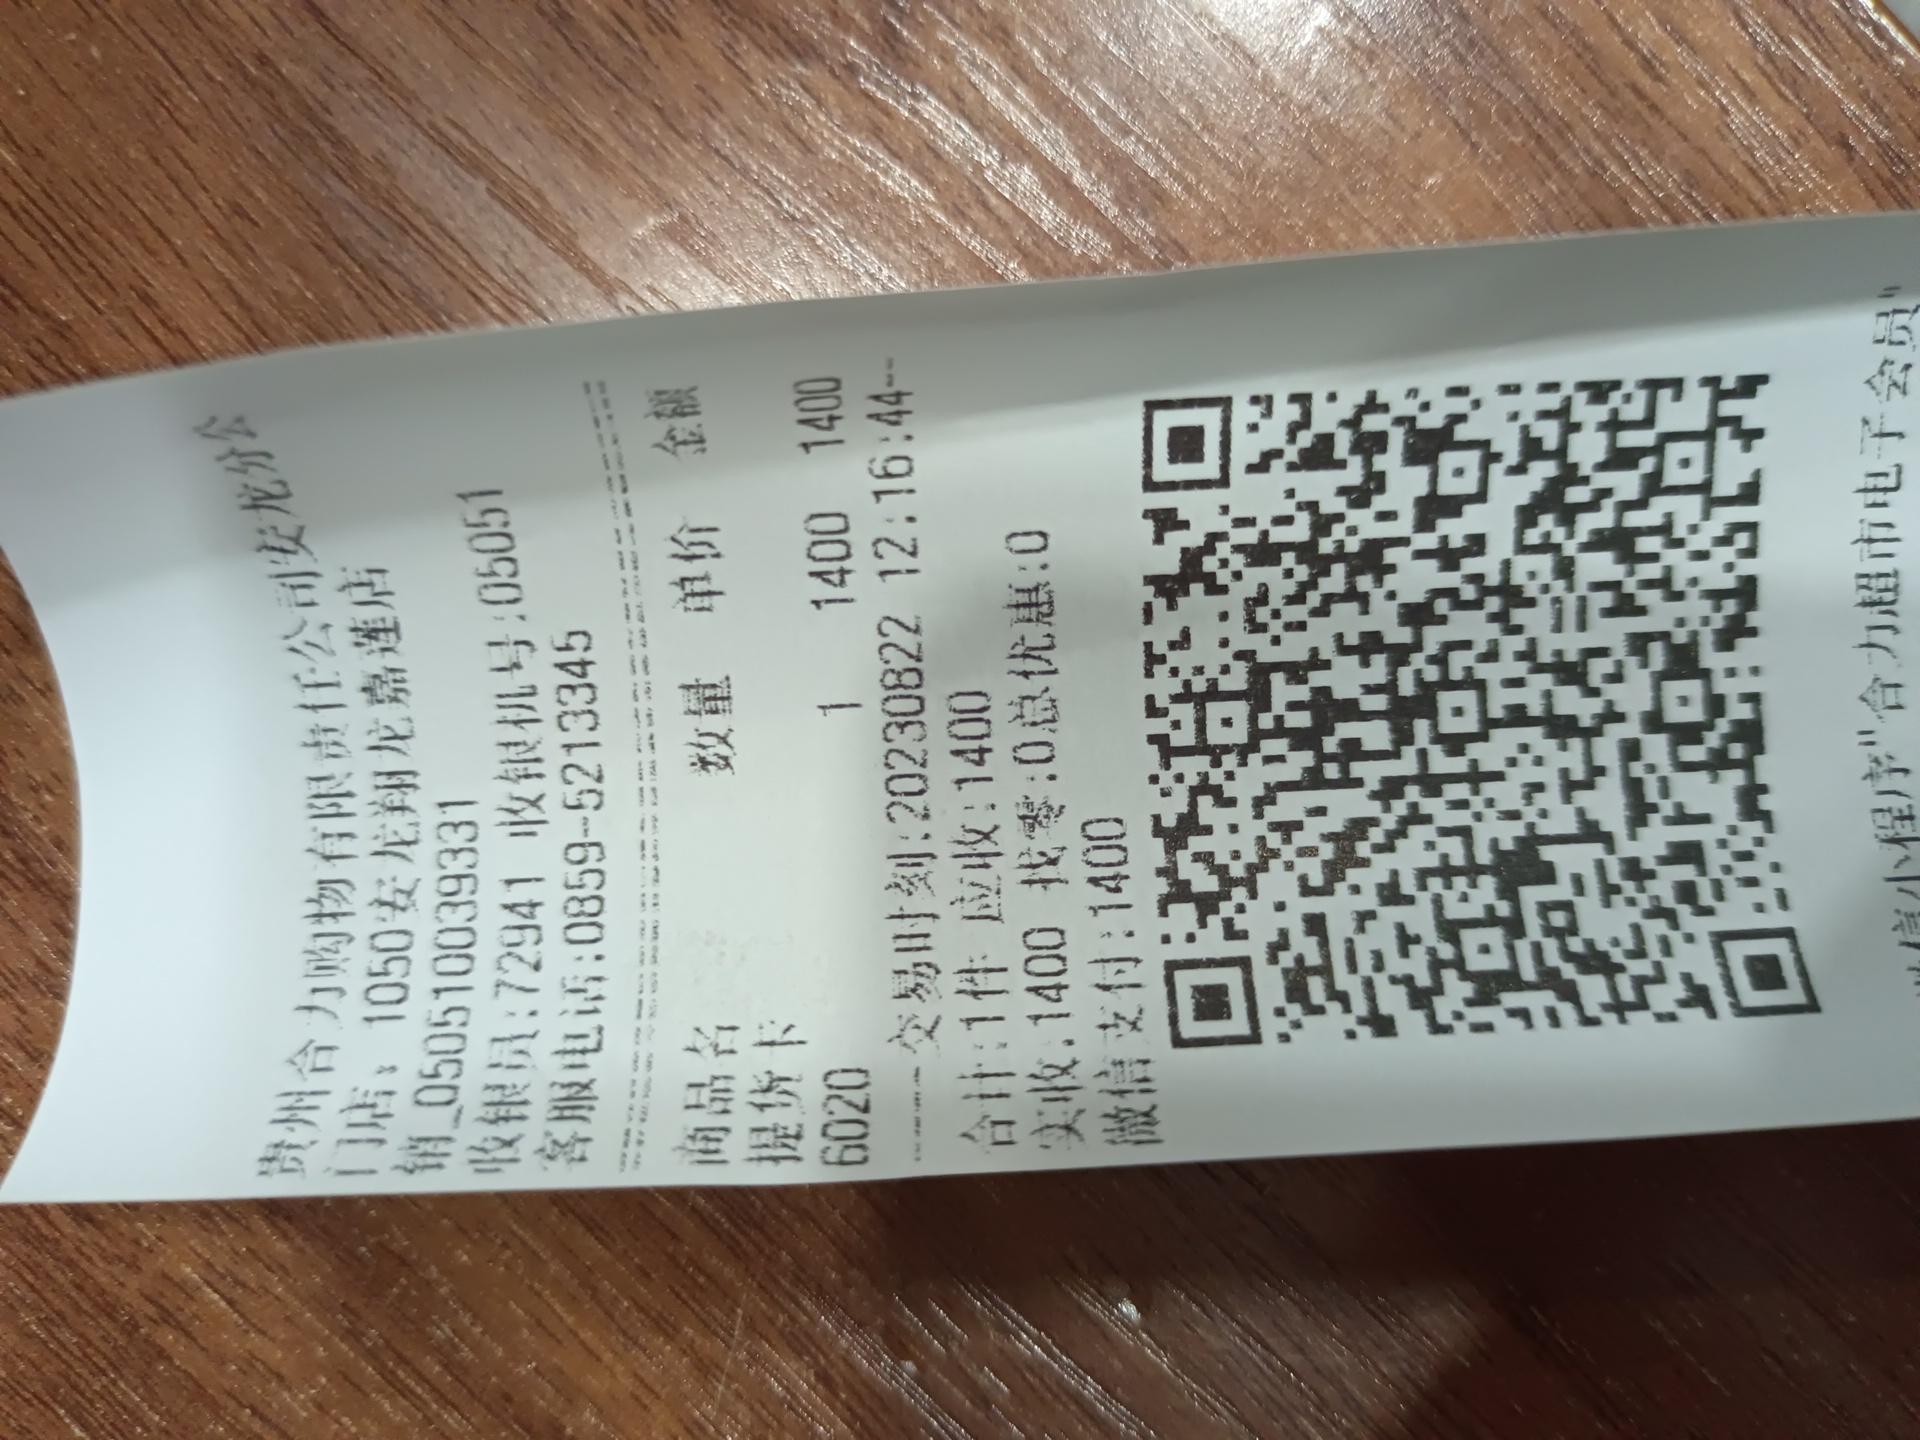 贵州合力购物有限责任公司安龙分公
门店：1050安龙翔龙嘉莲店
销_050510039331
收银员:72941 收银机号:05051
客服电话:0859-5213345
商品名 数量 单价 金额
提货卡
6020 1 1400 1400
交易时刻:20230822 12:16:44
合计:1件 应收:1400
实收:1400 找零:0总优惠:0
微信支付:1400
微信小程序"合力超市电子会员"